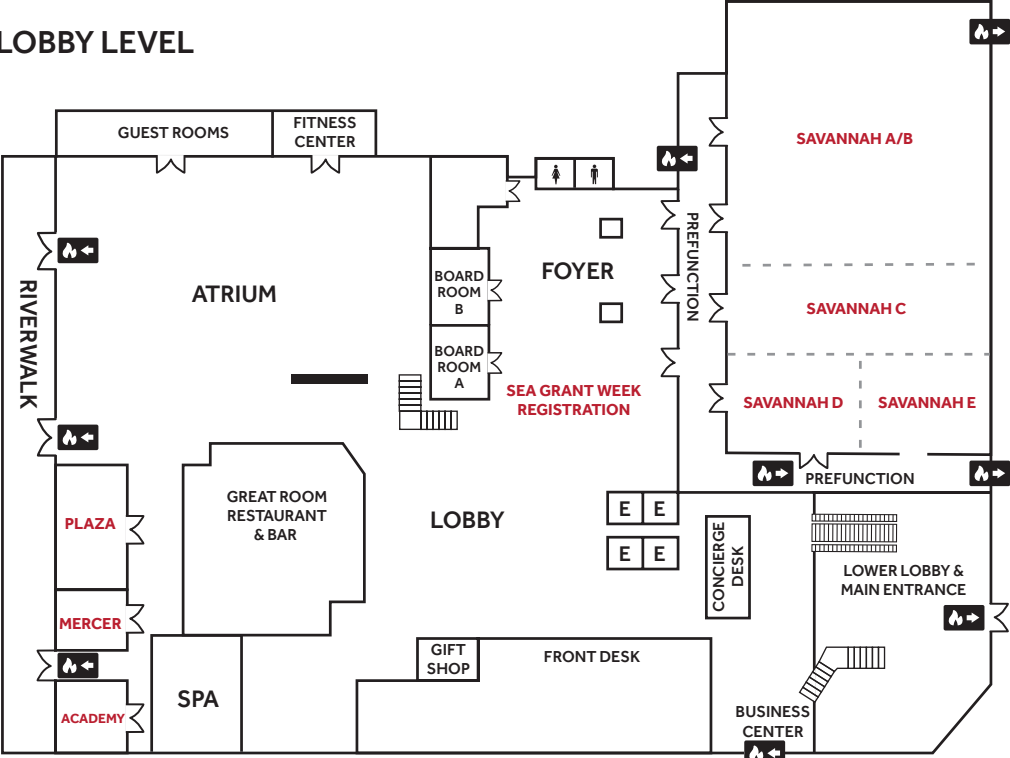 LOBBY LEVEL
GUEST ROOMS
FITNESS
CENTER
SAVANNAH A/B
RIVERWALK
ATRIUM
BOARD
ROOM
B
BOARD
ROOM
A
FOYER
PREFUNCTION
SAVANNAH C
SEA GRANT WEEK
REGISTRATION
SAVANNAH D
SAVANNAH E
PREFUNCTION
PLAZA
GREAT ROOM
RESTAURANT
& BAR
LOBBY
E E
E E
CONCIERGE
DESK
LOWER LOBBY &
MAIN ENTRANCE
MERCER
GIFT
SHOP
FRONT DESK
SPA
ACADEMY
BUSINESS
CENTER